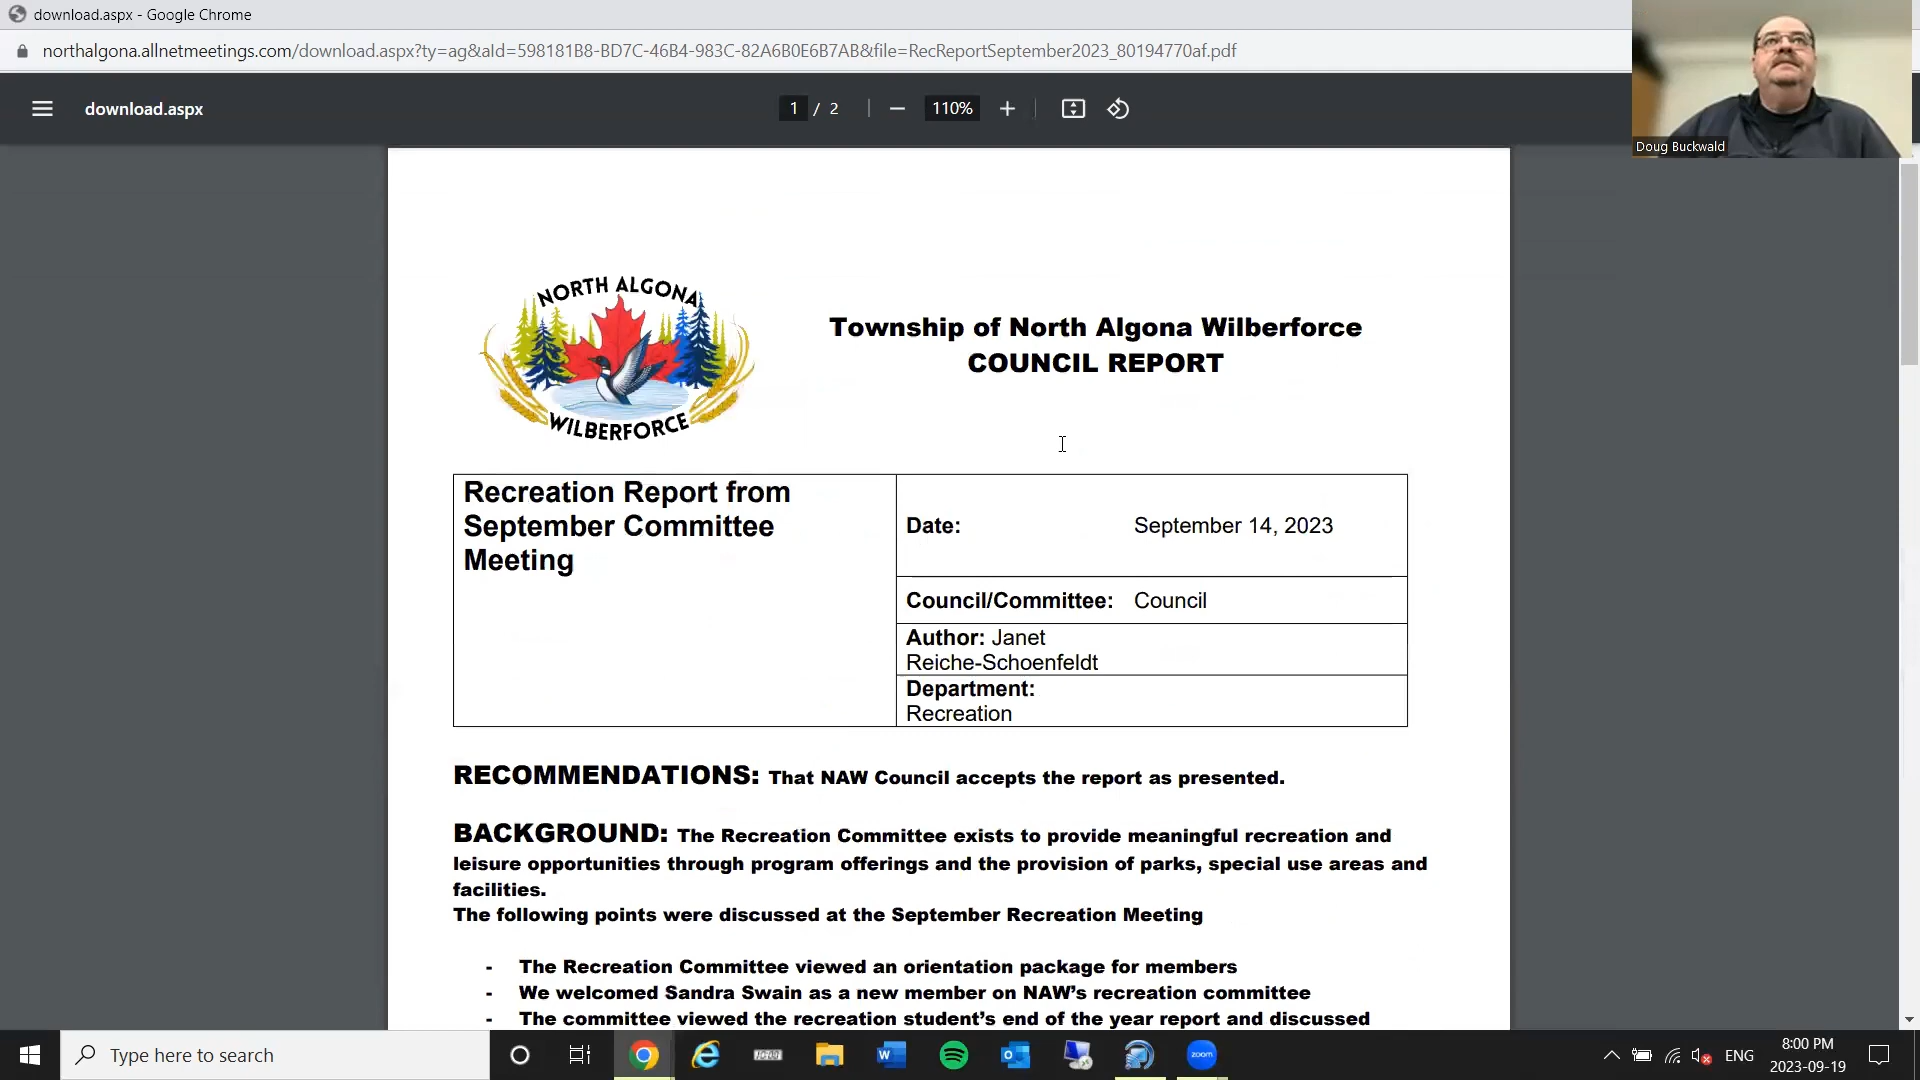 download.aspx - Google Chrome
northalgona.allnetmeetings.com/download.aspx?ty=ag&aId=598181B8-BD7C-46B4-983C-82A6B0E6B7AB&file=RecReportSeptember2023_80194770af.pdf
download.aspx
1 / 2
110%
Doug Buckwald
NORTH ALGONA
WILBERFORCE
Township of North Algona Wilberforce
COUNCIL REPORT
Recreation Report from
September Committee
Meeting
Date: September 14, 2023
Council/Committee: Council
Author: Janet
Reiche-Schoenfeldt
Department:
Recreation
RECOMMENDATIONS: That NAW Council accepts the report as presented.
BACKGROUND: The Recreation Committee exists to provide meaningful recreation and
leisure opportunities through program offerings and the provision of parks, special use areas and
facilities.
The following points were discussed at the September Recreation Meeting
- The Recreation Committee viewed an orientation package for members
- We welcomed Sandra Swain as a new member on NAW's recreation committee
- The committee viewed the recreation student's end of the year report and discussed
Type here to search
zoom
ENG
8:00 PM
2023-09-19